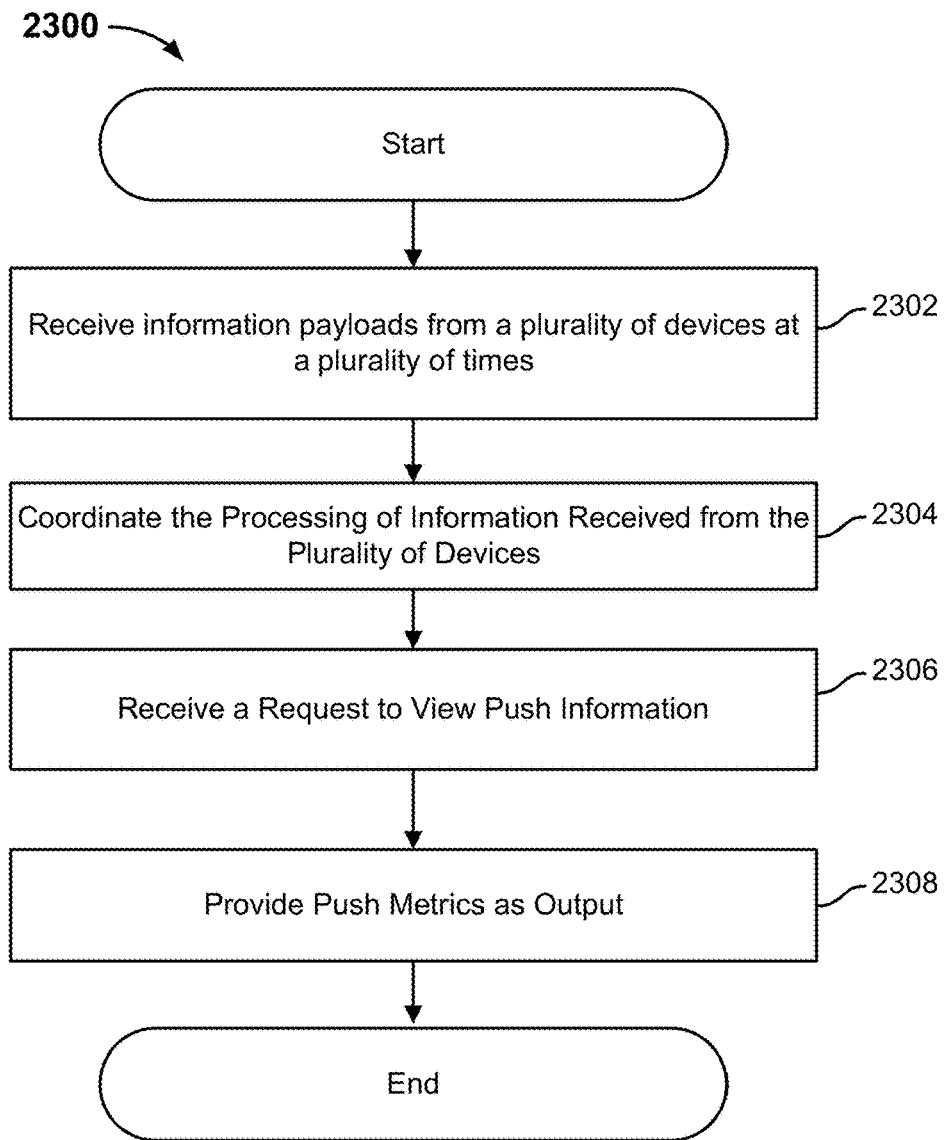 2300
Start
Receive information payloads from a plurality of devices at
a plurality of times
2302
Coordinate the Processing of Information Received from the
Plurality of Devices
2304
Receive a Request to View Push Information
2306
Provide Push Metrics as Output
2308
End